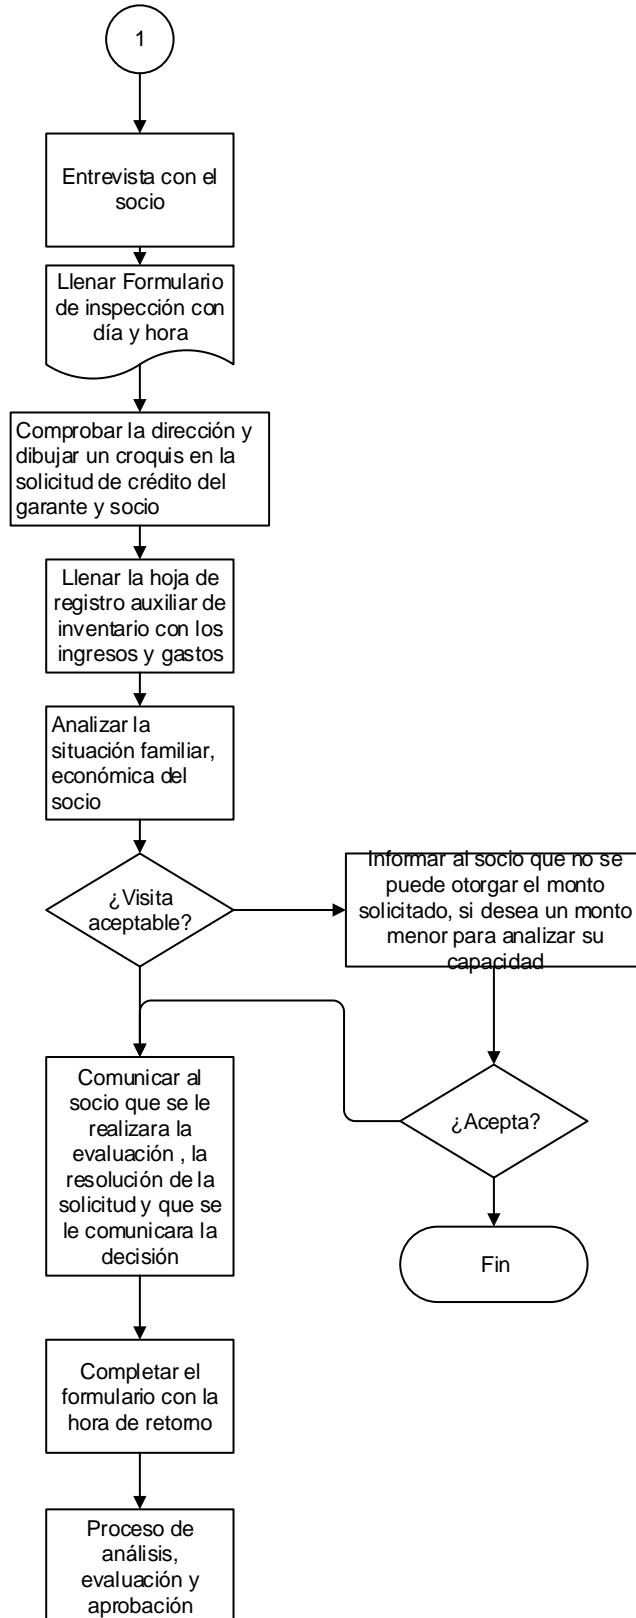 1
Entrevista con el
socio
Llenar Formulario
de inspección con
día y hora
Comprobar la dirección y
dibujar un croquis en la
solicitud de crédito del
garante y socio
Llenar la hoja de
registro auxiliar de
inventario con los
ingresos y gastos
Analizar la
situación familiar,
económica del
socio
¿Visita
aceptable?
Informar al socio que no se
puede otorgar el monto
solicitado, si desea un monto
menor para analizar su
capacidad
Comunicar al
socio que se le
realizara la
evaluación , la
resolución de la
solicitud y que se
le comunicara la
decisión
¿Acepta?
Fin
Completar el
formulario con la
hora de retorno
Proceso de
análisis,
evaluación y
aprobación